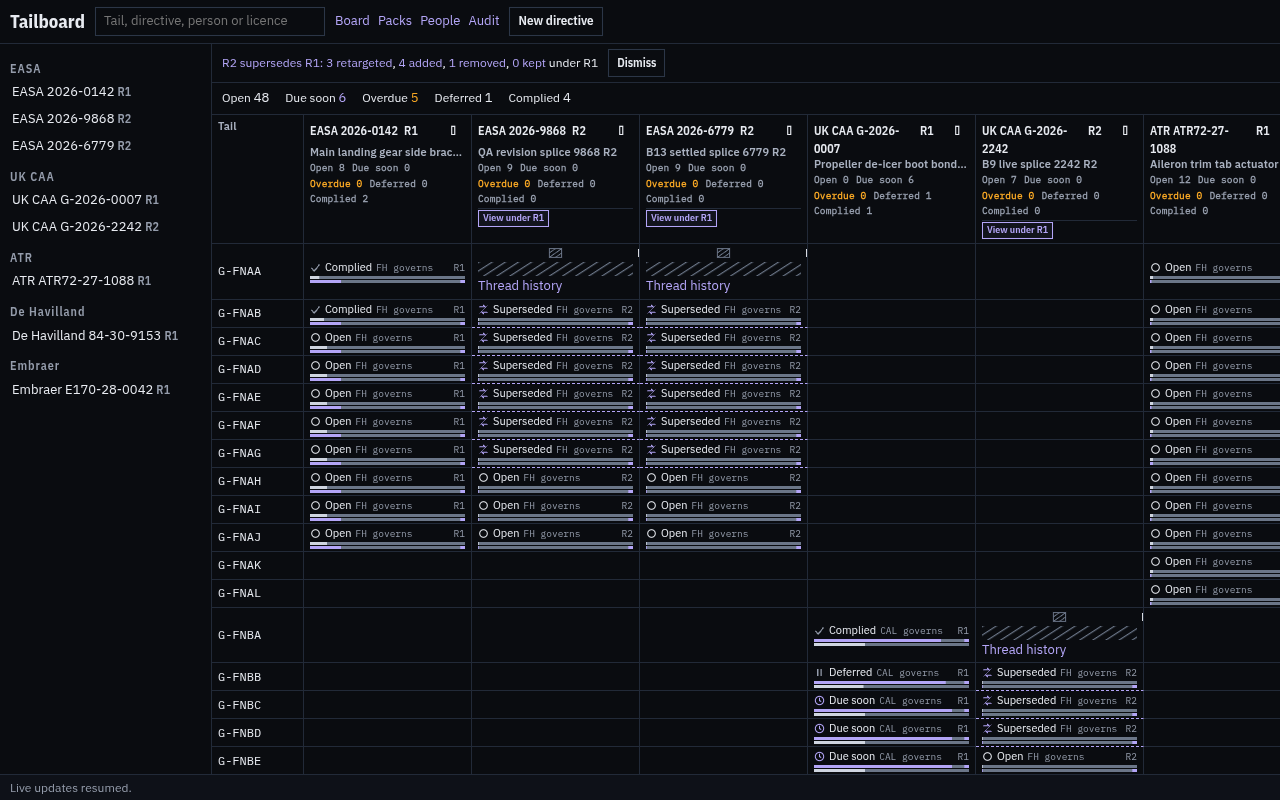 Tailboard Tail, directive, person or licence Board Packs People Audit New directive
R2 supersedes R1: 3 retargeted, 4 added, 1 removed, 0 kept under R1 Dismiss
Open 48 Due soon 6 Overdue 5 Deferred 1 Complied 4
EASA
EASA 2026-0142 R1
EASA 2026-9868 R2
EASA 2026-6779 R2
UK CAA
UK CAA G-2026-0007 R1
UK CAA G-2026-2242 R2
ATR
ATR ATR72-27-1088 R1
De Havilland
De Havilland 84-30-9153 R1
Embraer
Embraer E170-28-0042 R1
Tail
EASA 2026-0142 R1
Main landing gear side brac...
Open 8 Due soon 0
Overdue 0 Deferred 0
Complied 2
EASA 2026-9868 R2
QA revision splice 9868 R2
Open 9 Due soon 0
Overdue 0 Deferred 0
Complied 0
View under R1
EASA 2026-6779 R2
B13 settled splice 6779 R2
Open 9 Due soon 0
Overdue 0 Deferred 0
Complied 0
View under R1
UK CAA G-2026- R1
0007
Propeller de-icer boot bond...
Open 0 Due soon 6
Overdue 0 Deferred 1
Complied 1
UK CAA G-2026- R2
2242
B9 live splice 2242 R2
Open 7 Due soon 0
Overdue 0 Deferred 0
Complied 0
View under R1
ATR ATR72-27- R1
1088
Aileron trim tab actuator
Open 12 Due soon 0
Overdue 0 Deferred 0
Complied 0
G-FNAA Complied FH governs R1 Thread history Thread history Open FH governs
G-FNAB Complied FH governs R1 Superseded FH governs R2 Superseded FH governs R2 Open FH governs
G-FNAC Open FH governs R1 Superseded FH governs R2 Superseded FH governs R2 Open FH governs
G-FNAD Open FH governs R1 Superseded FH governs R2 Superseded FH governs R2 Open FH governs
G-FNAE Open FH governs R1 Superseded FH governs R2 Superseded FH governs R2 Open FH governs
G-FNAF Open FH governs R1 Superseded FH governs R2 Superseded FH governs R2 Open FH governs
G-FNAG Open FH governs R1 Superseded FH governs R2 Superseded FH governs R2 Open FH governs
G-FNAH Open FH governs R1 Open FH governs R2 Open FH governs R2 Open FH governs
G-FNAI Open FH governs R1 Open FH governs R2 Open FH governs R2 Open FH governs
G-FNAJ Open FH governs R1 Open FH governs R2 Open FH governs R2 Open FH governs
G-FNAK Open FH governs
G-FNAL Open FH governs
G-FNBA Complied CAL governs R1 Thread history
G-FNBB Deferred CAL governs R1 Superseded FH governs R2
G-FNBC Due soon CAL governs R1 Superseded FH governs R2
G-FNBD Due soon CAL governs R1 Superseded FH governs R2
G-FNBE Due soon CAL governs R1 Open FH governs R2
Live updates resumed.